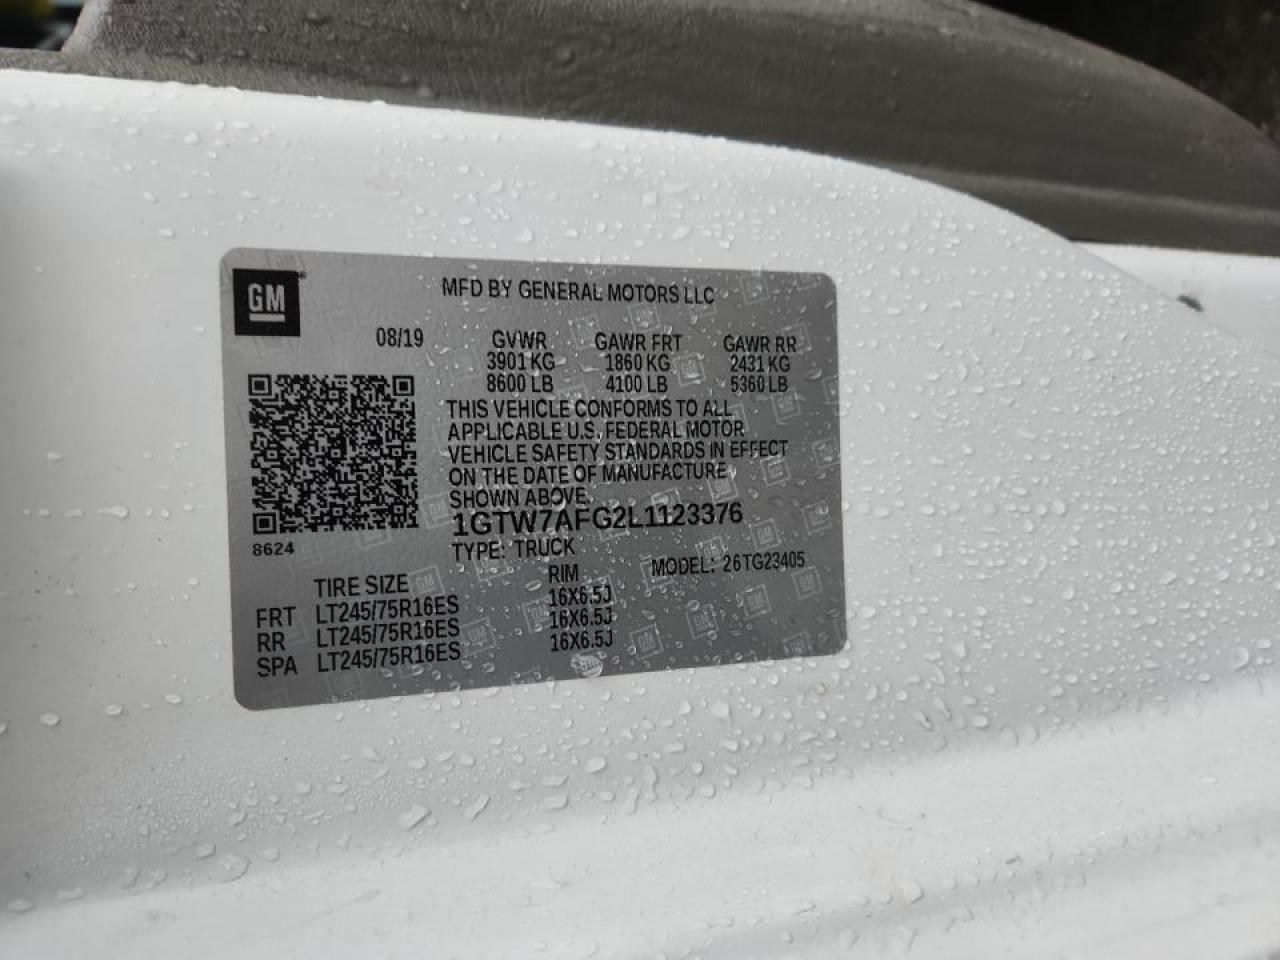 GM
MFD BY GENERAL MOTORS LLC
08/19 GVWR GAWR FRT GAWR RR
3901 KG 1860 KG 2431 KG
8600 LB 4100 LB 5360 LB
THIS VEHICLE CONFORMS TO ALL
APPLICABLE U.S. FEDERAL MOTOR
VEHICLE SAFETY STANDARDS IN EFFECT
ON THE DATE OF MANUFACTURE
SHOWN ABOVE.
1GTW7AFG2L1123376
8624
TYPE: TRUCK MODEL: 26TG23405
TIRE SIZE RIM
FRT LT245/75R16ES 16X6.5J
RR LT245/75R16ES 16X6.5J
SPA LT245/75R16ES 16X6.5J